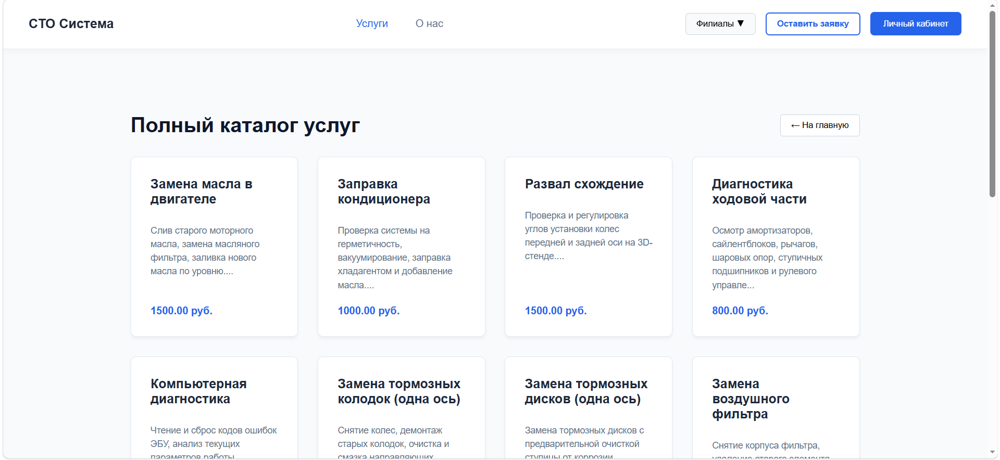 СТО Система
Услуги
О нас
Филиалы ▼
Оставить заявку
Личный кабинет
Полный каталог услуг
← На главную
Замена масла в
двигателе
Слив старого моторного
масла, замена масляного
фильтра, заливка нового
масла по уровню....
1500.00 руб.
Заправка
кондиционера
Проверка системы на
герметичность,
вакуумирование, заправка
хладагентом и добавление
масла....
1000.00 руб.
Развал схождение
Проверка и регулировка
углов установки колес
передней и задней оси на 3D-
стенде....
1500.00 руб.
Диагностика
ходовой части
Осмотр амортизаторов,
сайлентблоков, рычагов,
шаровых опор, ступичных
подшипников и рулевого
управле...
800.00 руб.
Компьютерная
диагностика
Чтение и сброс кодов ошибок
ЭБУ, анализ текущих
параметров работы
Замена тормозных
колодок (одна ось)
Снятие колес, демонтаж
старых колодок, очистка и
смазка направляющих
Замена тормозных
дисков (одна ось)
Замена тормозных дисков с
предварительной очисткой
ступицы от коррозии
Замена
воздушного
фильтра
Снятие корпуса фильтра,
удаление старого элемента